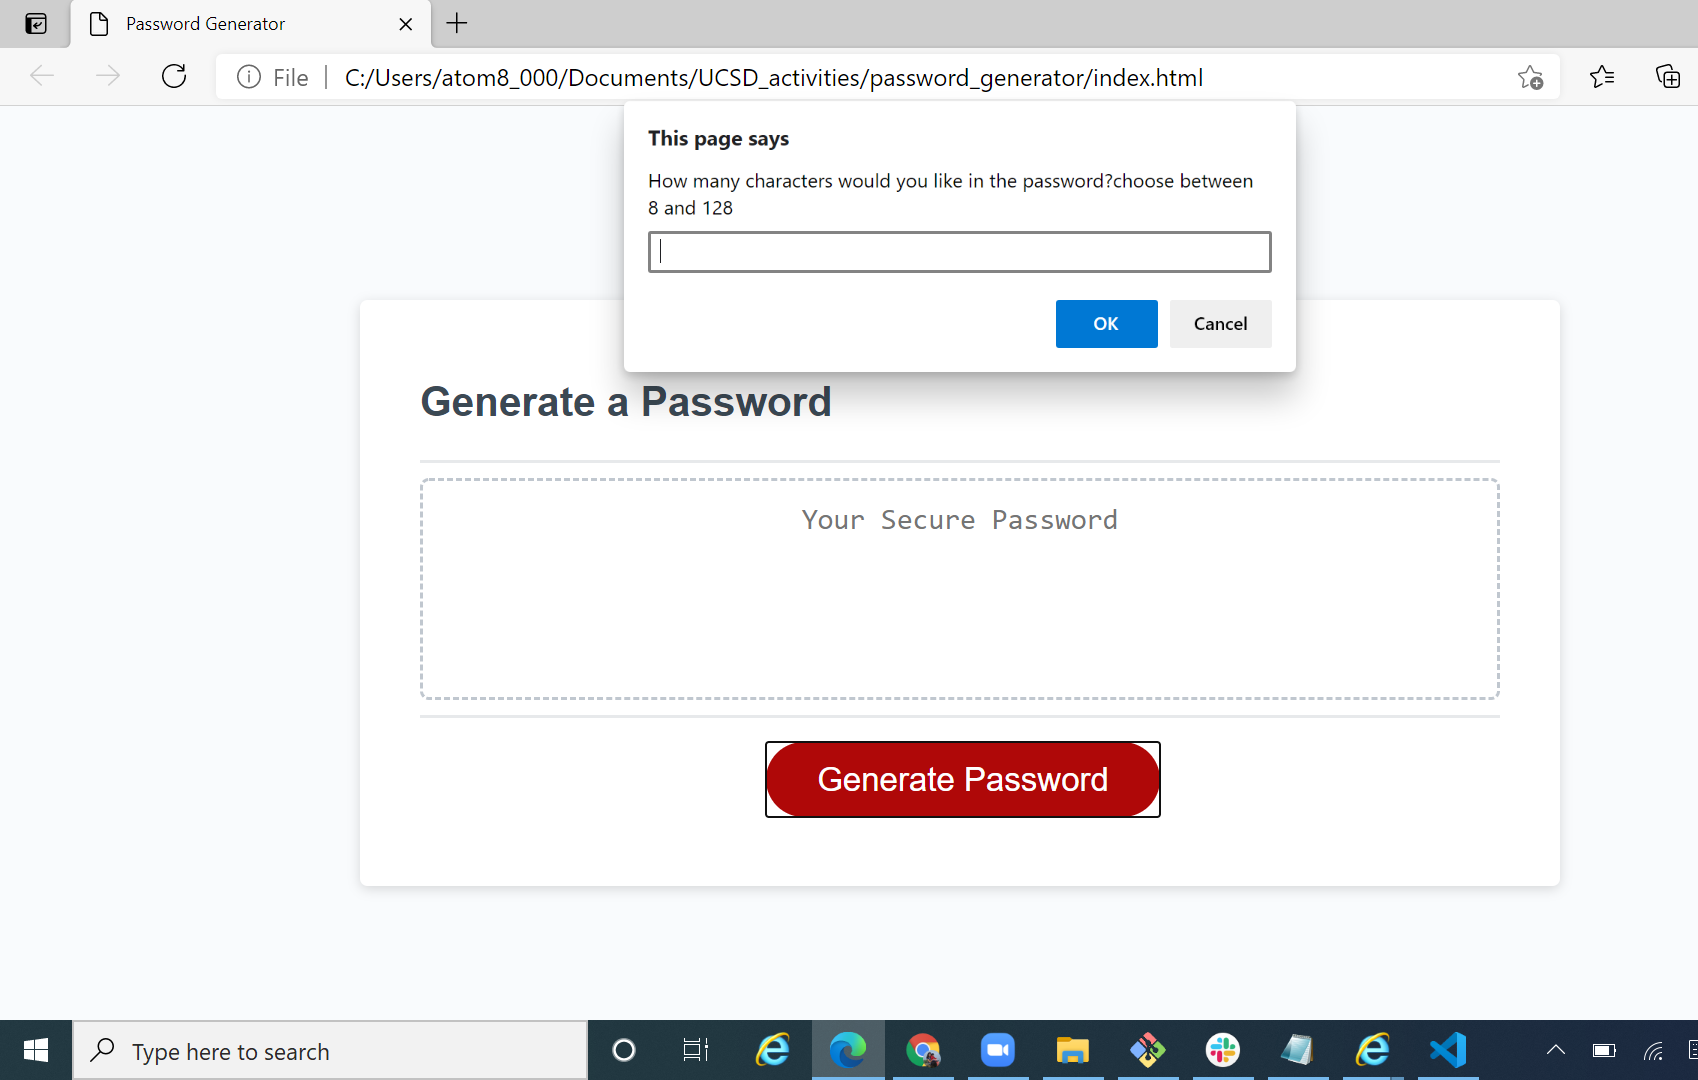 Password Generator
File
C:/Users/atom8_000/Documents/UCSD_activities/password_generator/index.html
This page says
How many characters would you like in the password?choose between
8 and 128
OK
Cancel
Generate a Password
Your Secure Password
Generate Password
Type here to search